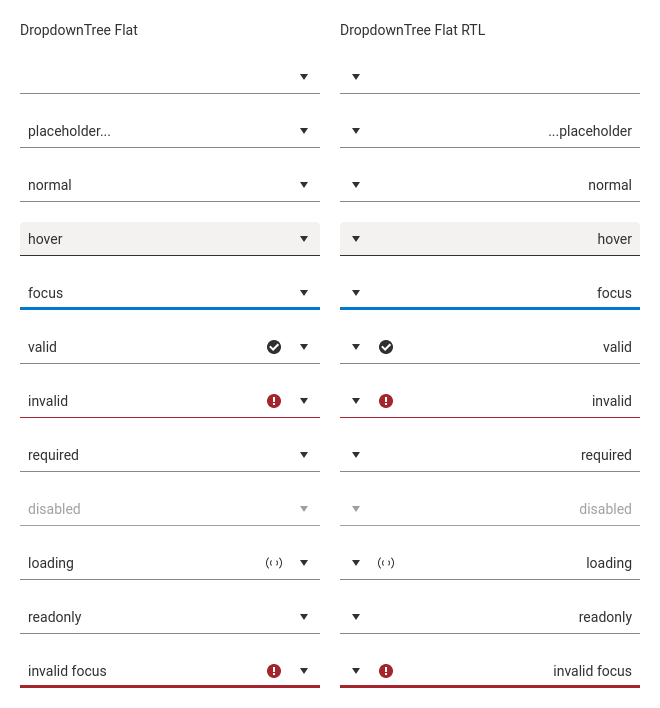 DropdownTree Flat
DropdownTree Flat RTL
placeholder...
...placeholder
normal
normal
hover
hover
focus
focus
valid
valid
invalid
invalid
required
required
disabled
disabled
loading
loading
readonly
readonly
invalid focus
invalid focus